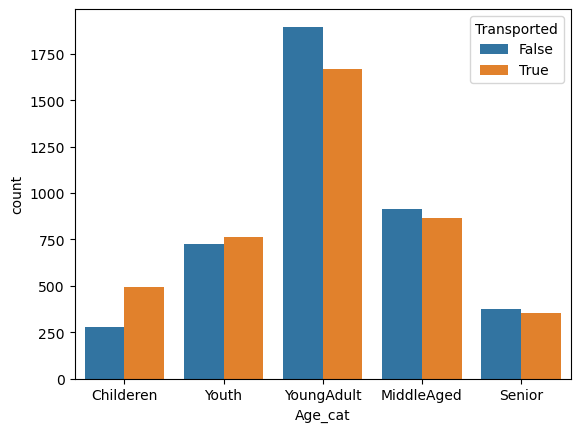 Transported
False
True
1750
1500
1250
1000
750
500
250
0
count
Childeren Youth YoungAdult MiddleAged Senior
Age_cat